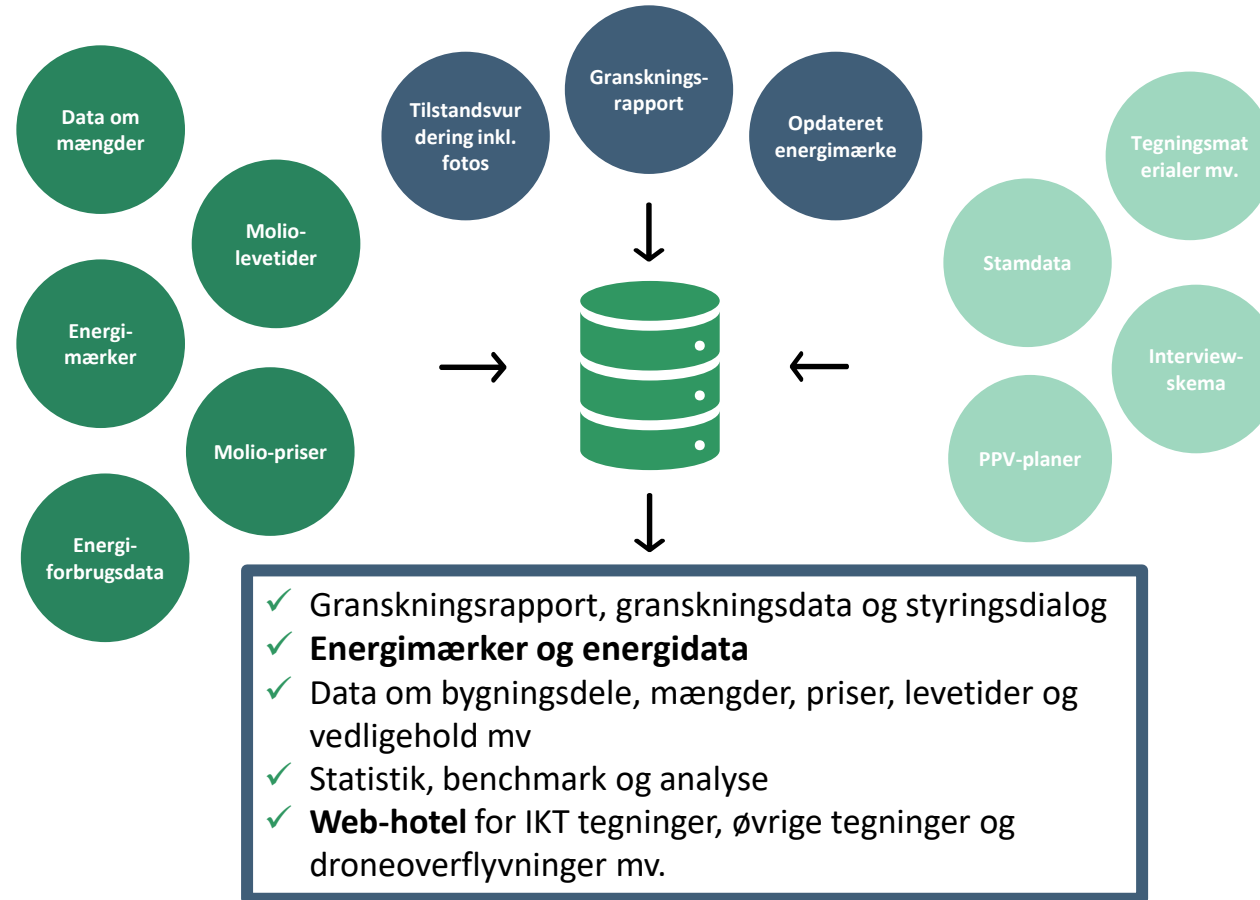 Data om
mængder
Molio-
levetider
Energi-
mærker
Molio-priser
Energi-
forbrugsdata
Tilstandsvur
dering inkl.
fotos
Gransknings-
rapport
Opdateret
energimærke
Tegningsmat
erialer mv.
Stamdata
Interview-
skema
PPV-planer
✓ Granskningsrapport, granskningsdata og styringsdialog
✓ Energimærker og energidata
✓ Data om bygningsdele, mængder, priser, levetider og
vedligehold mv
✓ Statistik, benchmark og analyse
✓ Web-hotel for IKT tegninger, øvrige tegninger og
droneoverflyvninger mv.